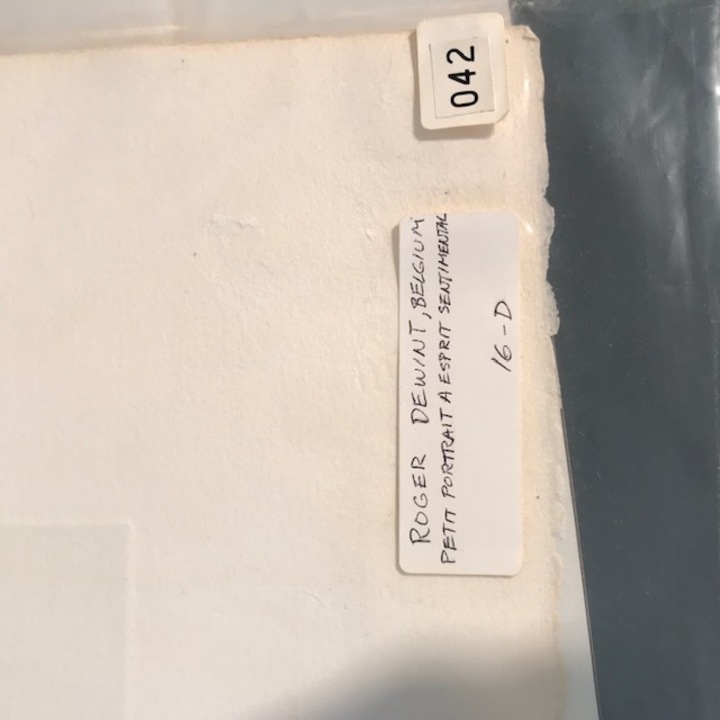 042
ROGER DEWINT, BELGIUM
PETIT PORTRAIT A ESPRIT SENTIMENTAL
16-D